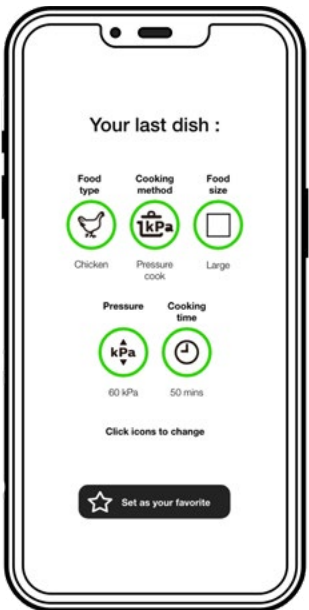 Your last dish :
Food type
Cooking method
Food size
kPa
Chicken
Pressure cook
Large
Pressure
Cooking time
kPa
60 kPa
50 mins
Click icons to change
Set as your favorite